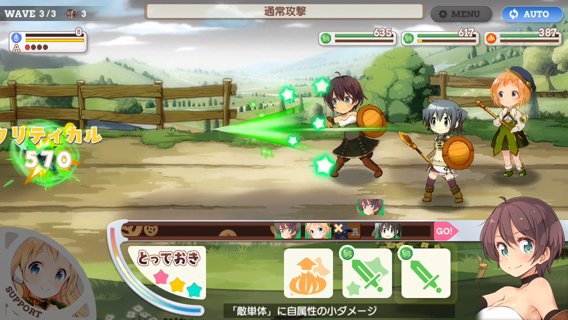 WAVE 3/3 3
通常攻撃
MENU
AUTO
0
A
635
617
387
クリティカル
570
GO!
とっておき
SUPPORT
「敵単体」に自属性の小ダメージ